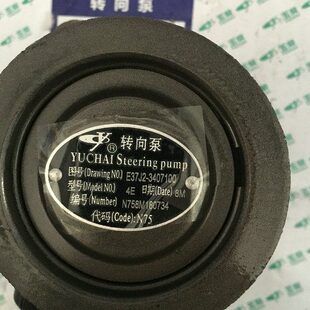 转向泵
® 转向泵
YUCHAI Steering pump
图号(Drawing NO.) E37J2-3407100
型号(Model NO.) 4E 日期(Date) 8M
编号(Number) N758M180734
代码(Code): N75